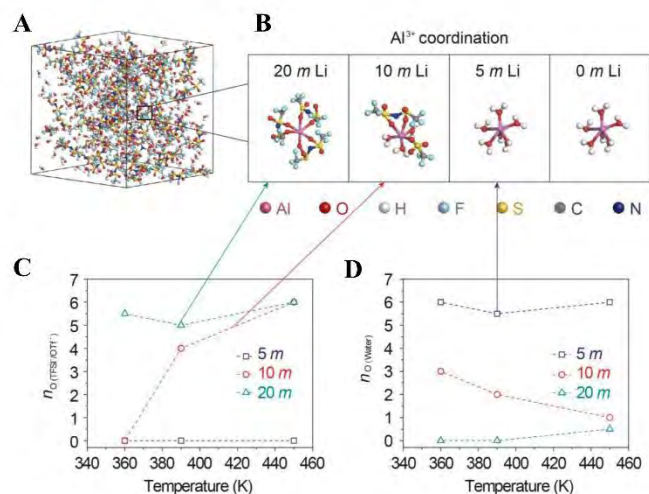 A
B
Al³⁺ coordination
20 m Li 10 m Li 5 m Li 0 m Li
Al O H F S C N
C
7
6
5
4
3
2
1
0
n O (TFSI⁻/OTf⁻)
5 m
10 m
20 m
340 360 380 400 420 440 460
Temperature (K)
D
7
6
5
4
3
2
1
0
n O (Water)
5 m
10 m
20 m
340 360 380 400 420 440 460
Temperature (K)